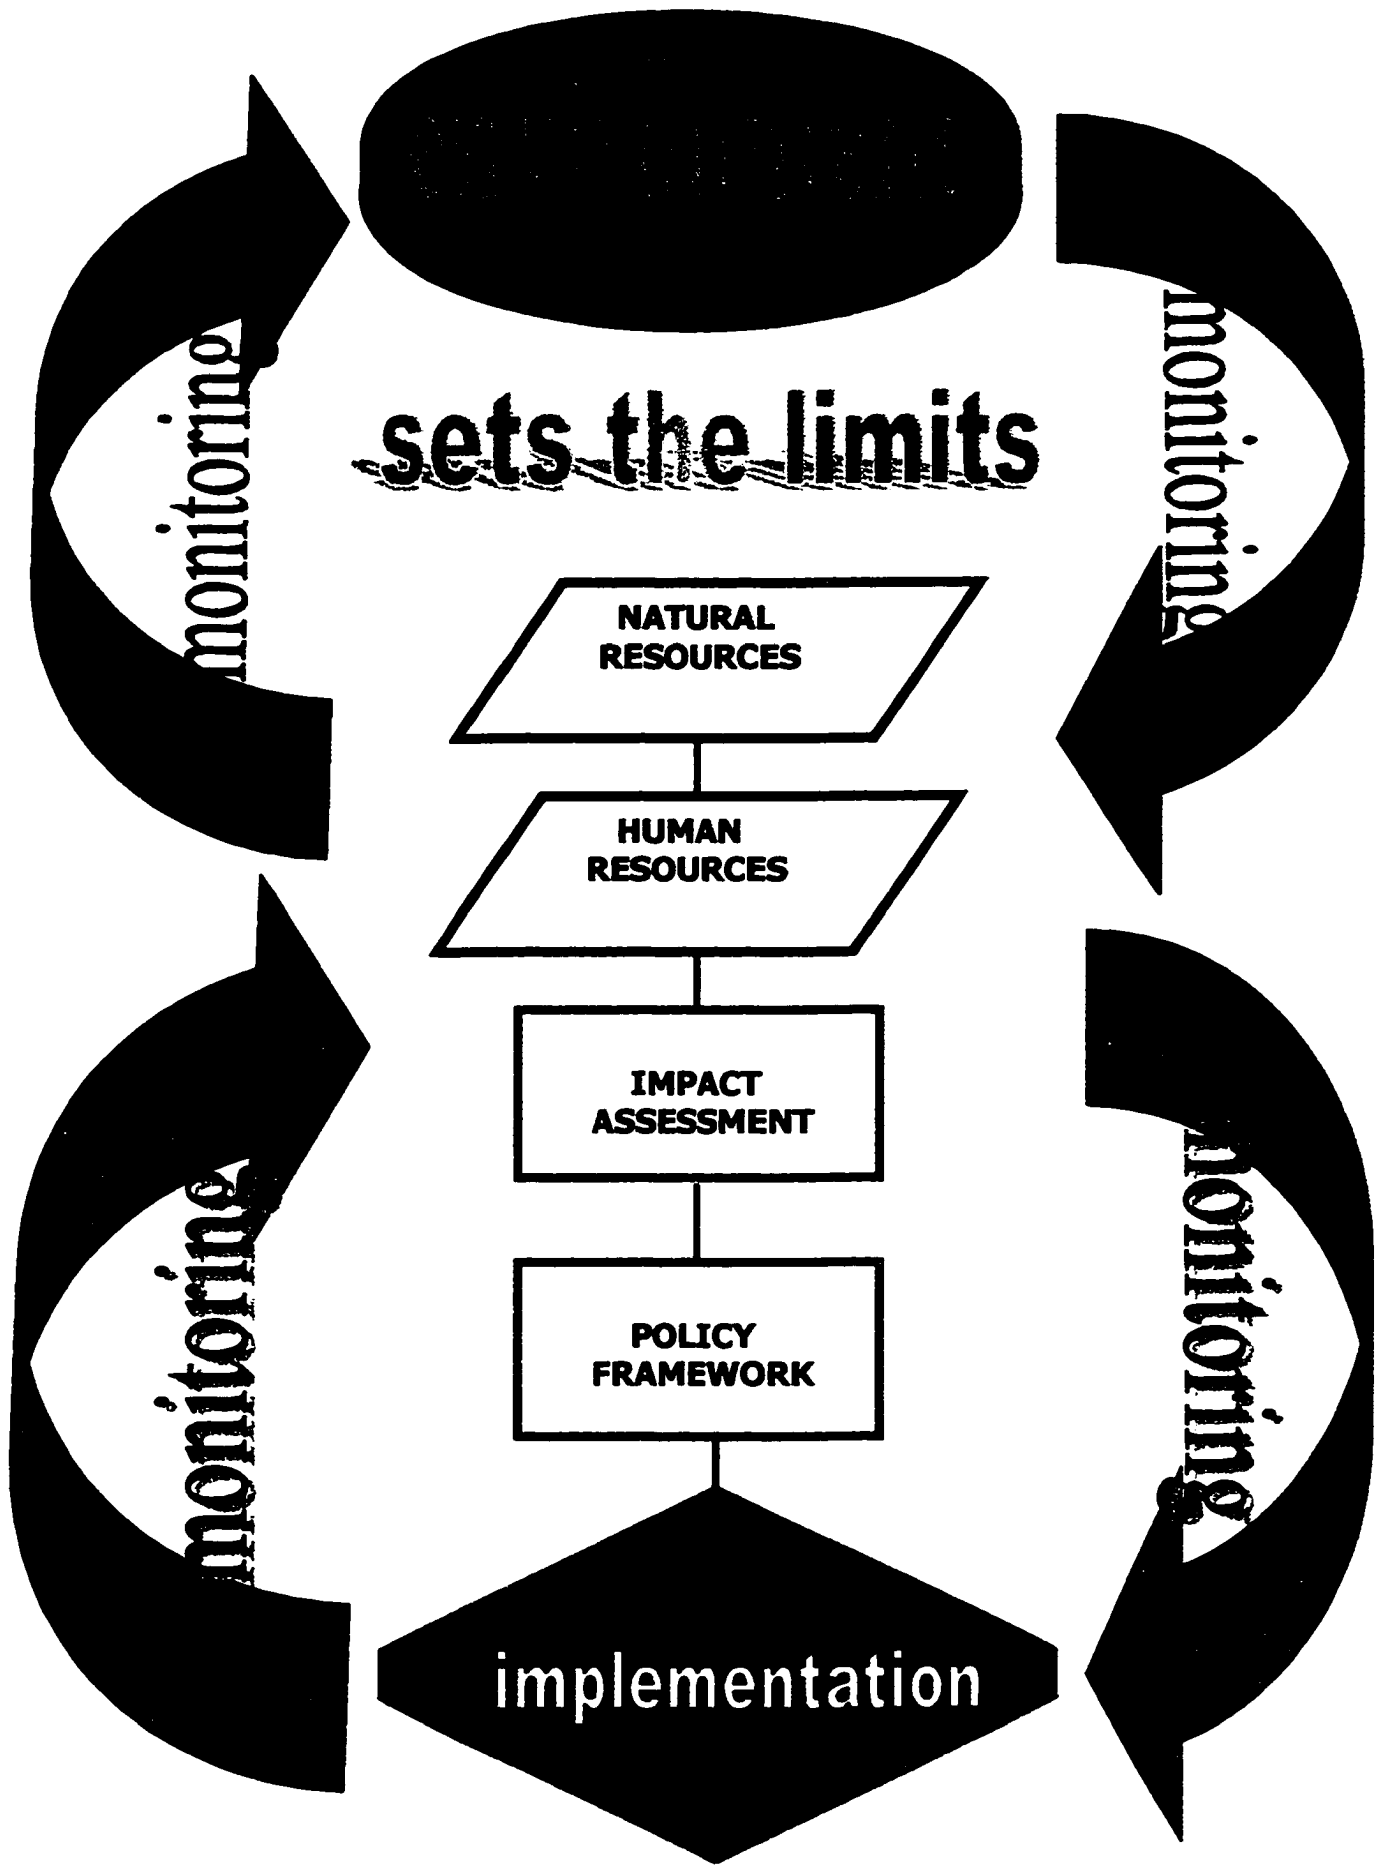 sets the limits
monitoring
monitoring
NATURAL
RESOURCES
HUMAN
RESOURCES
IMPACT
ASSESSMENT
POLICY
FRAMEWORK
monitoring
monitoring
implementation